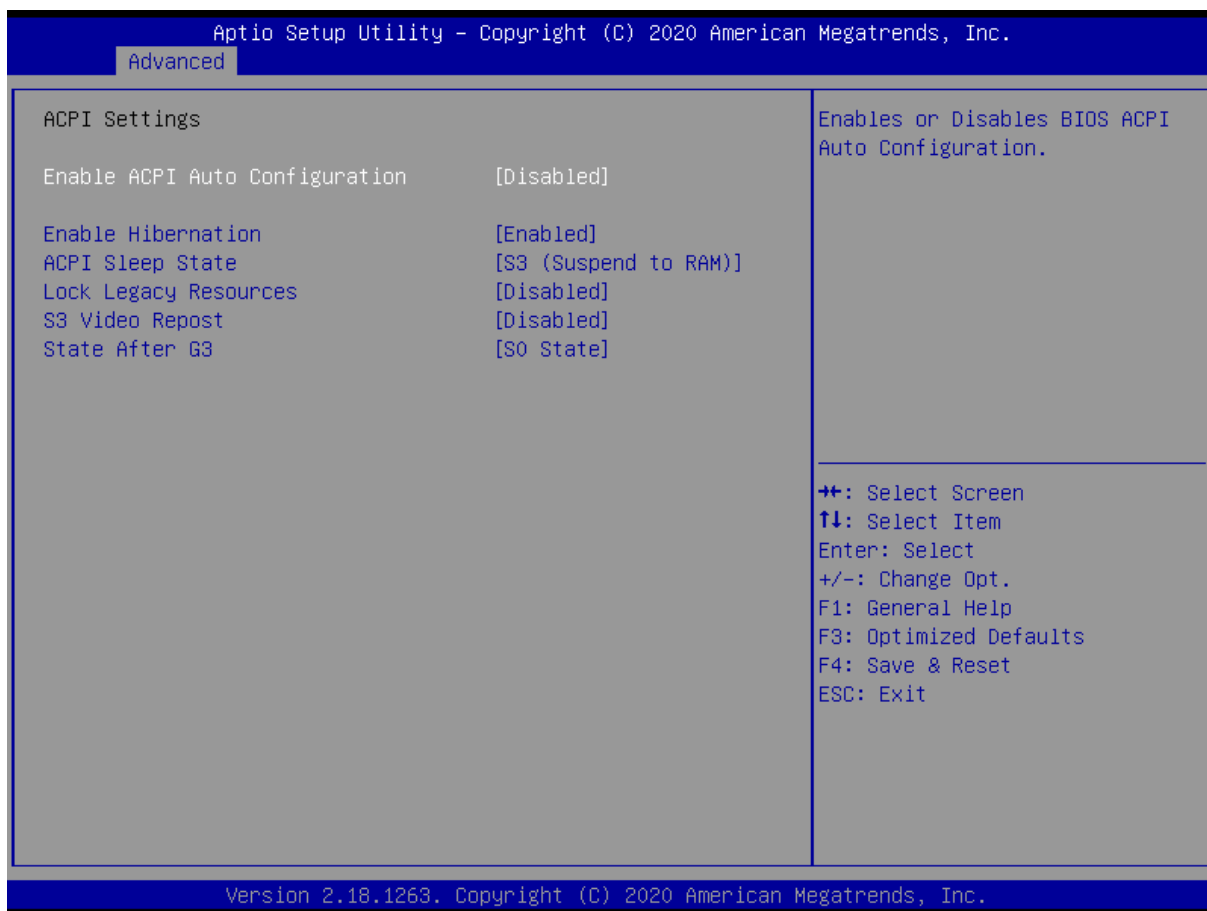 Aptio Setup Utility – Copyright (C) 2020 American Megatrends, Inc.
Advanced
ACPI Settings
Enable ACPI Auto Configuration [Disabled]
Enable Hibernation [Enabled]
ACPI Sleep State [S3 (Suspend to RAM)]
Lock Legacy Resources [Disabled]
S3 Video Repost [Disabled]
State After G3 [S0 State]
Enables or Disables BIOS ACPI
Auto Configuration.
→←: Select Screen
↑↓: Select Item
Enter: Select
+/-: Change Opt.
F1: General Help
F3: Optimized Defaults
F4: Save & Reset
ESC: Exit
Version 2.18.1263. Copyright (C) 2020 American Megatrends, Inc.